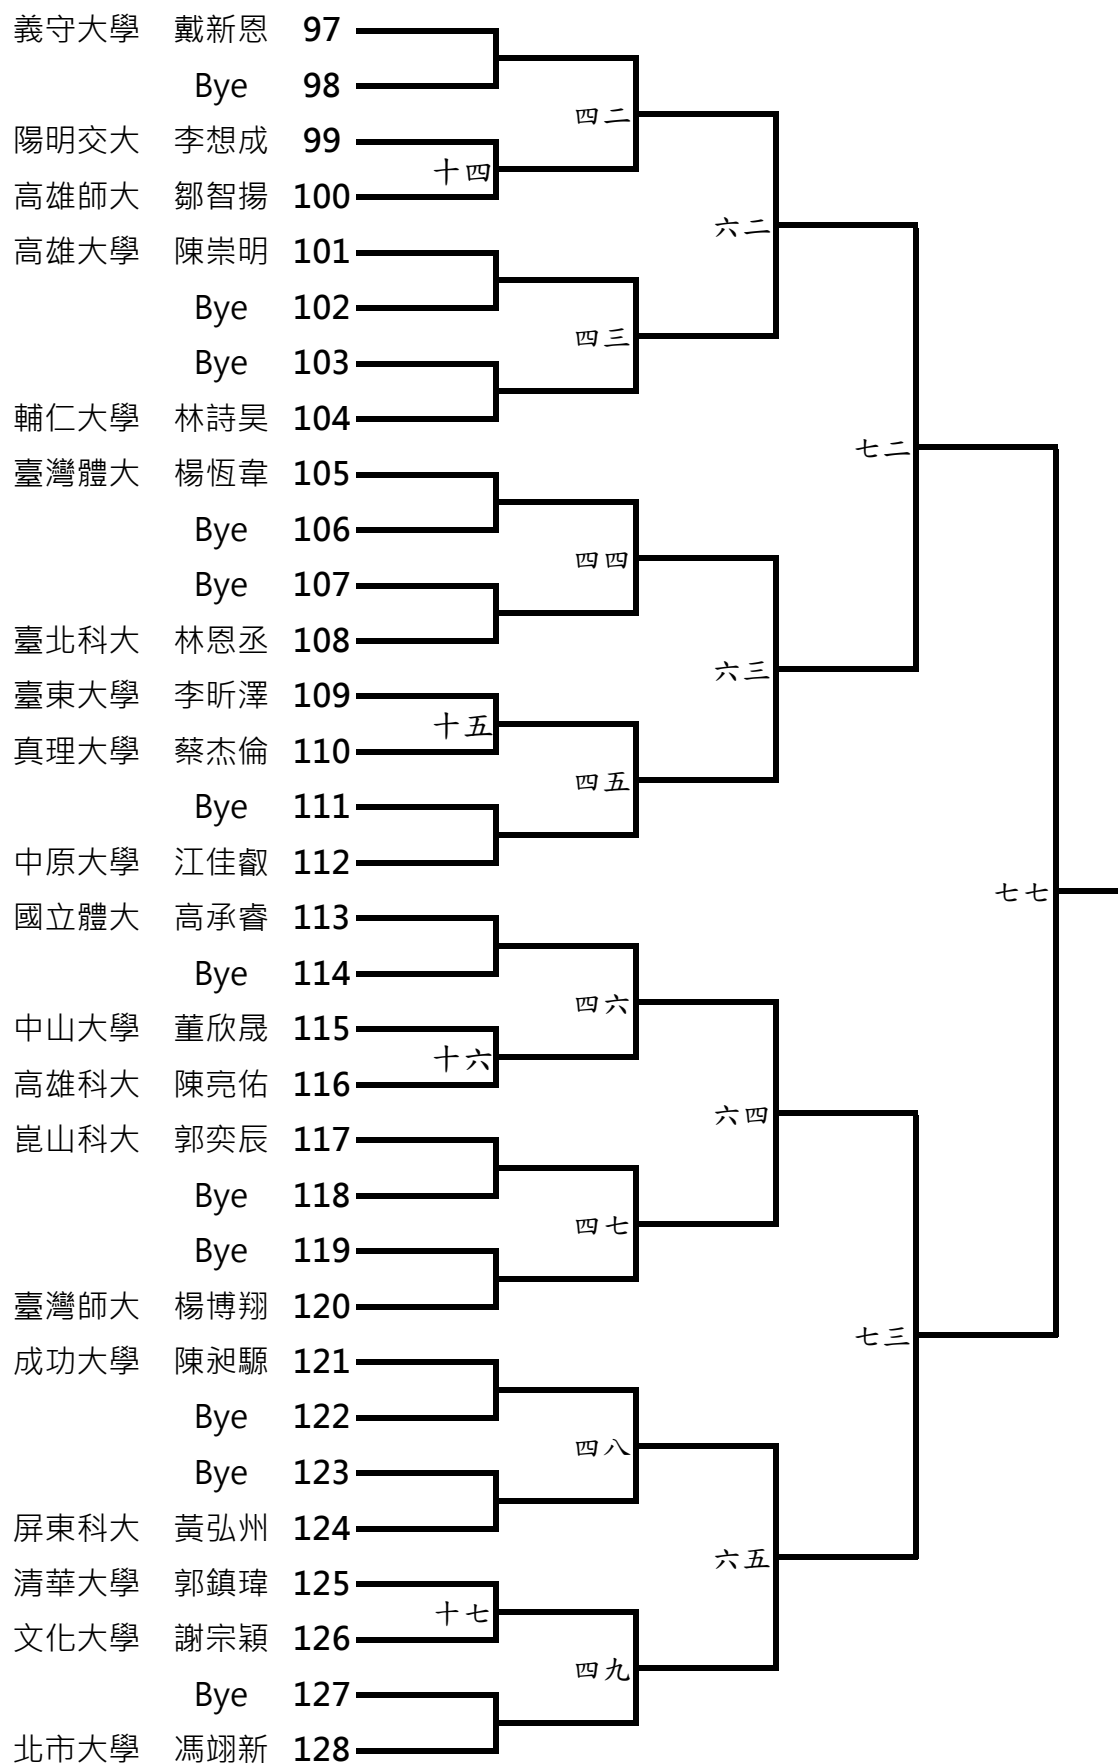 義守大學 戴新恩 97
Bye 98
四二
陽明交大 李想成 99
十四
高雄師大 鄒智揚 100
六二
高雄大學 陳崇明 101
Bye 102
四三
Bye 103
輔仁大學 林詩昊 104
七二
臺灣體大 楊恆韋 105
Bye 106
四四
Bye 107
臺北科大 林恩丞 108
六三
臺東大學 李昕澤 109
十五
真理大學 蔡杰倫 110
四五
Bye 111
中原大學 江佳叡 112
七七
國立體大 高承睿 113
Bye 114
四六
中山大學 董欣晟 115
十六
高雄科大 陳亮佑 116
六四
崑山科大 郭奕辰 117
Bye 118
四七
Bye 119
臺灣師大 楊博翔 120
七三
成功大學 陳昶騵 121
Bye 122
四八
Bye 123
屏東科大 黃弘州 124
六五
清華大學 郭鎮瑋 125
十七
文化大學 謝宗穎 126
四九
Bye 127
北市大學 馮翊新 128